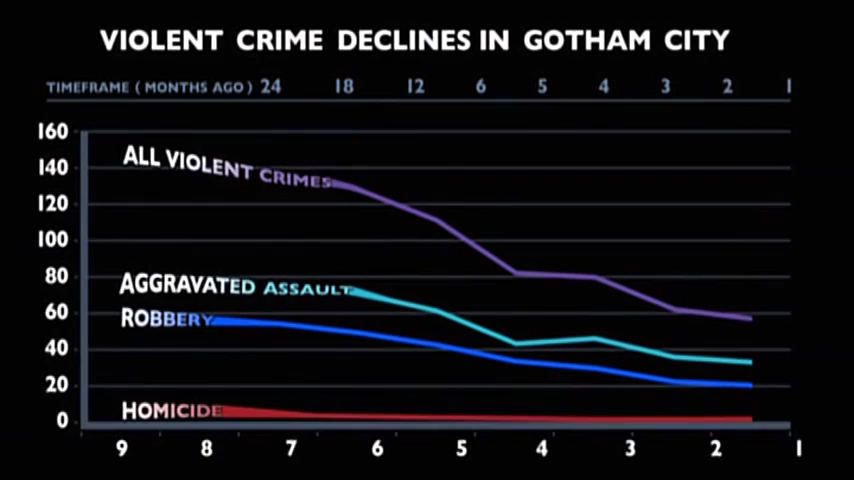 VIOLENT CRIME DECLINES IN GOTHAM CITY
TIMEFRAME ( MONTHS AGO ) 24 18 12 6 5 4 3 2 1
160
140
120
100
80
60
40
20
0
ALL VIOLENT CRIMES
AGGRAVATED ASSAULT
ROBBERY
HOMICIDE
9 8 7 6 5 4 3 2 1